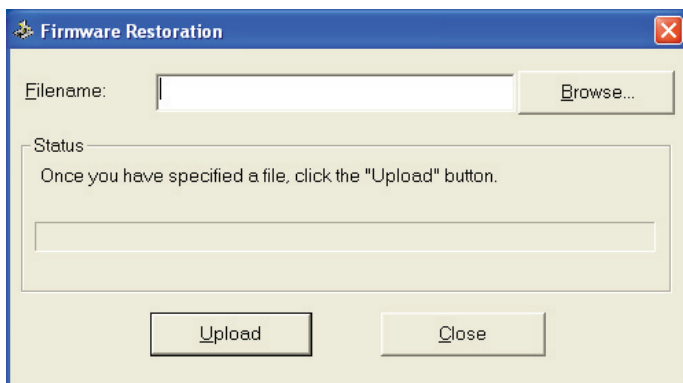 Firmware Restoration
Filename:
Browse...
Status
Once you have specified a file, click the "Upload" button.
Upload
Close